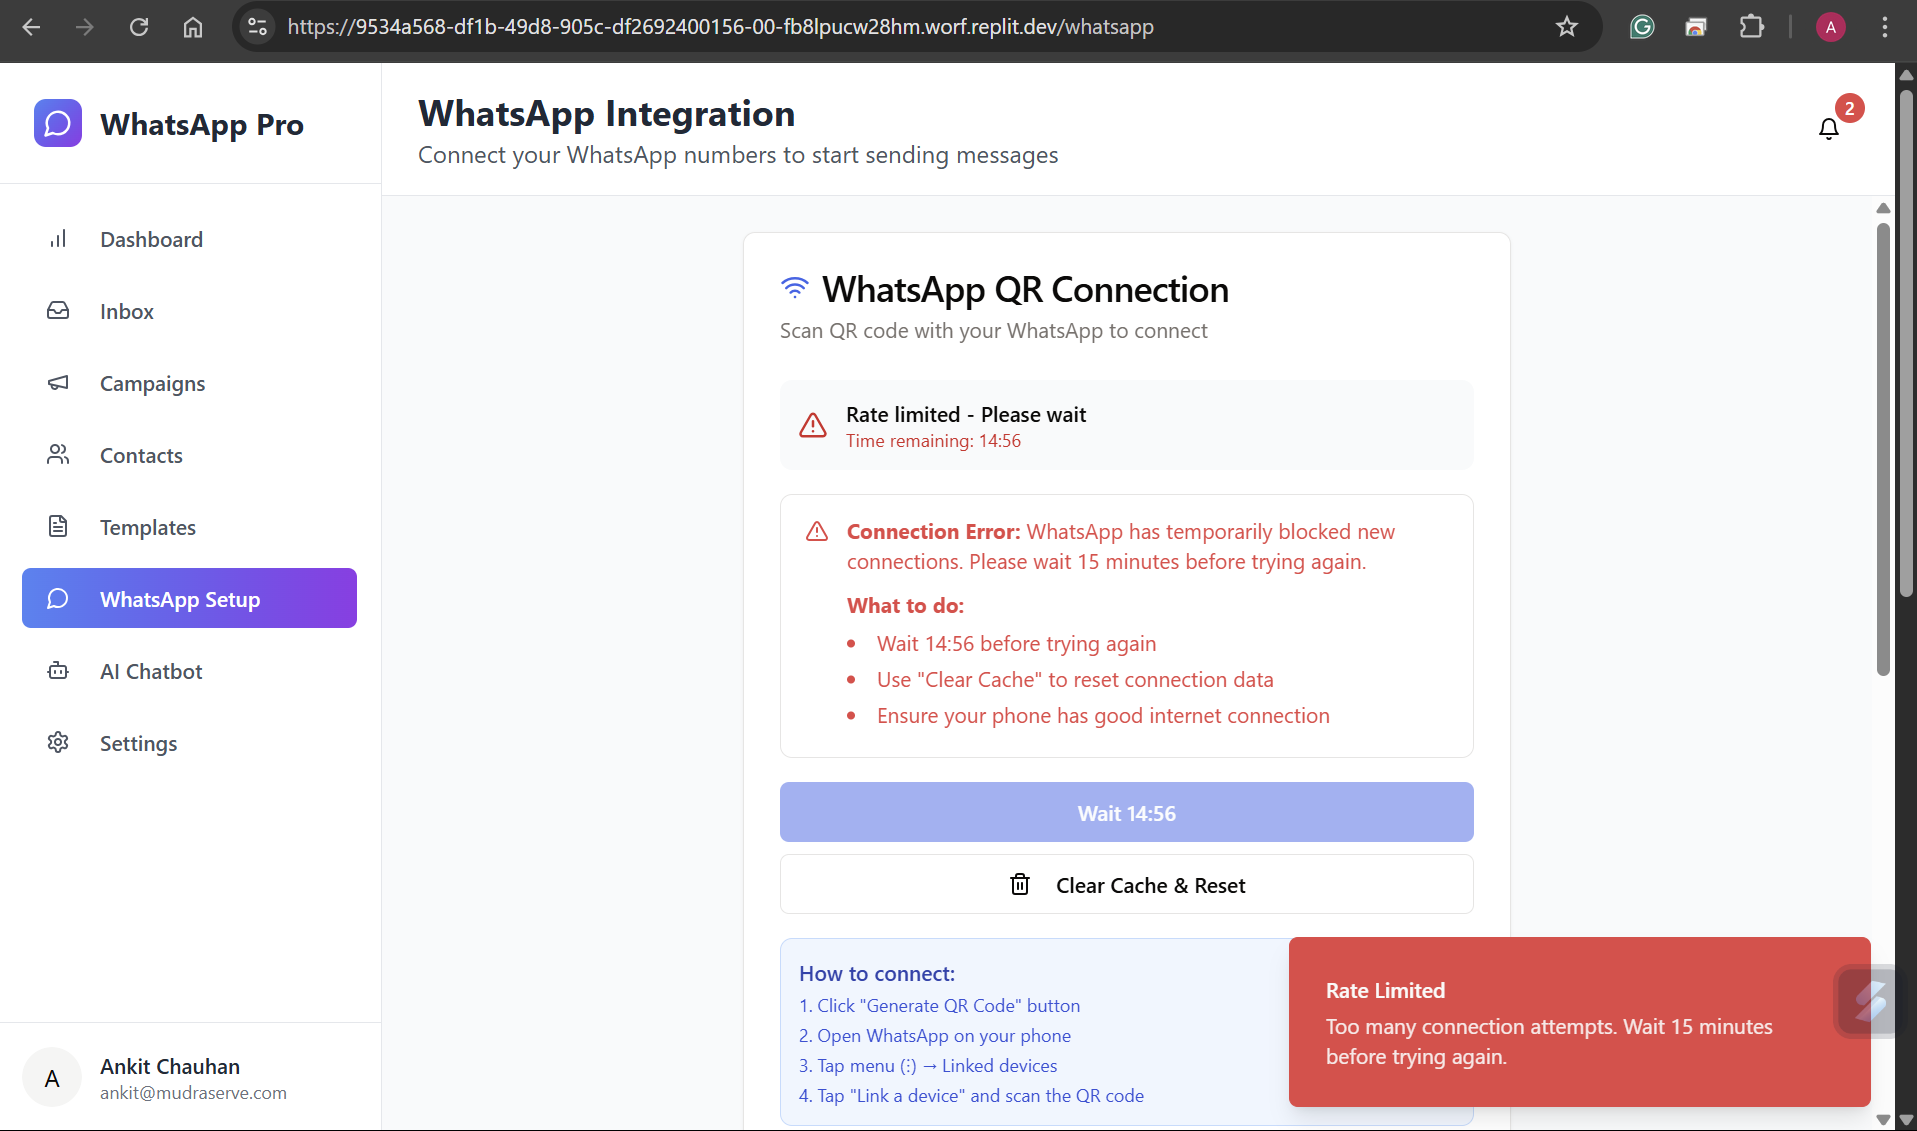 https://9534a568-df1b-49d8-905c-df2692400156-00-fb8lpucw28hm.worf.replit.dev/whatsapp
A
WhatsApp Pro
Dashboard
Inbox
Campaigns
Contacts
Templates
WhatsApp Setup
AI Chatbot
Settings
A
Ankit Chauhan
ankit@mudraserve.com
WhatsApp Integration
Connect your WhatsApp numbers to start sending messages
2
WhatsApp QR Connection
Scan QR code with your WhatsApp to connect
Rate limited - Please wait
Time remaining: 14:56
Connection Error: WhatsApp has temporarily blocked new
connections. Please wait 15 minutes before trying again.
What to do:
• Wait 14:56 before trying again
• Use "Clear Cache" to reset connection data
• Ensure your phone has good internet connection
Wait 14:56
Clear Cache & Reset
How to connect:
1. Click "Generate QR Code" button
2. Open WhatsApp on your phone
3. Tap menu (⋮) → Linked devices
4. Tap "Link a device" and scan the QR code
Rate Limited
Too many connection attempts. Wait 15 minutes
before trying again.